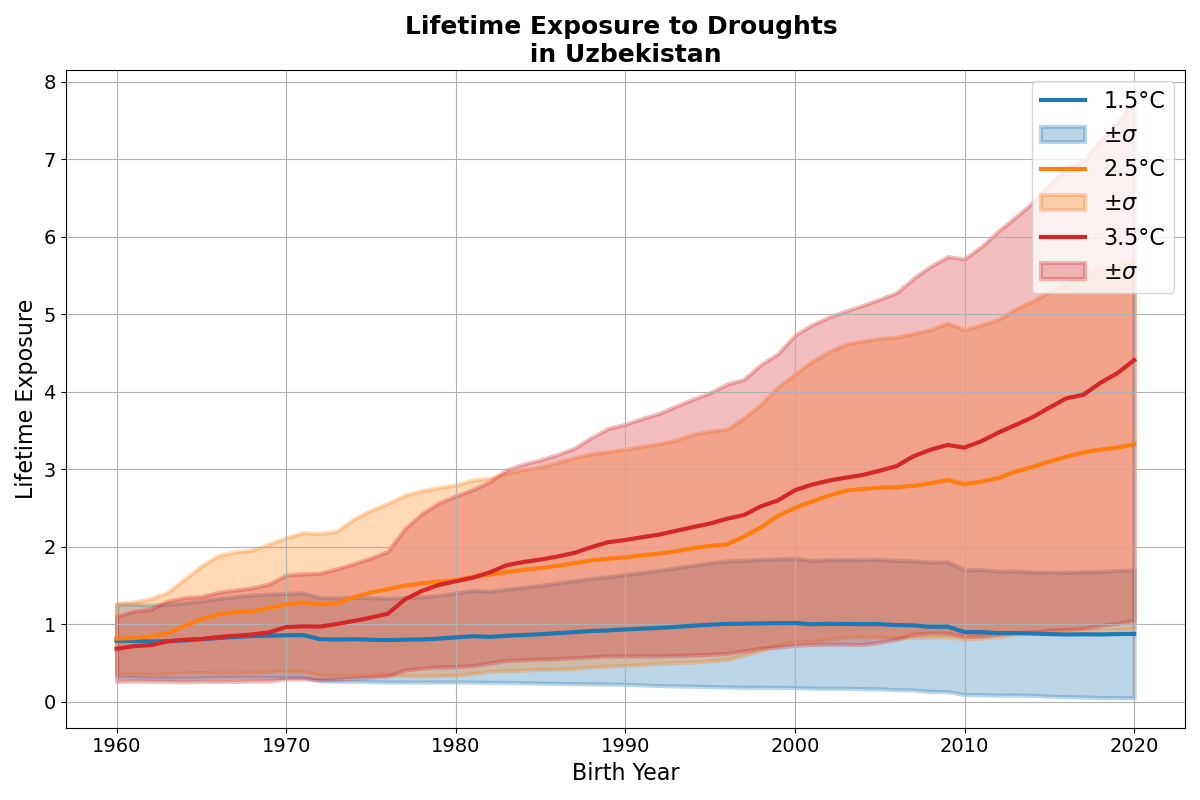 Lifetime Exposure to Droughts
in Uzbekistan
Lifetime Exposure
8
7
6
5
4
3
2
1
0
1.5°C
±σ
2.5°C
±σ
3.5°C
±σ
1960 1970 1980 1990 2000 2010 2020
Birth Year